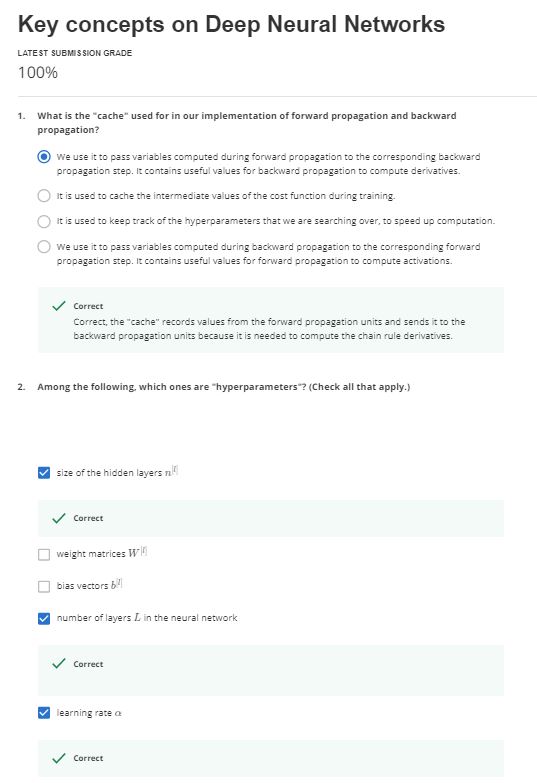 Key concepts on Deep Neural Networks
LATEST SUBMISSION GRADE
100%
1. What is the "cache" used for in our implementation of forward propagation and backward
propagation?
We use it to pass variables computed during forward propagation to the corresponding backward
propagation step. It contains useful values for backward propagation to compute derivatives.
It is used to cache the intermediate values of the cost function during training.
It is used to keep track of the hyperparameters that we are searching over, to speed up computation.
We use it to pass variables computed during backward propagation to the corresponding forward
propagation step. It contains useful values for forward propagation to compute activations.
Correct
Correct, the "cache" records values from the forward propagation units and sends it to the
backward propagation units because it is needed to compute the chain rule derivatives.
2. Among the following, which ones are "hyperparameters"? (Check all that apply.)
size of the hidden layers n^[l]
Correct
weight matrices W^[l]
bias vectors b^[l]
number of layers L in the neural network
Correct
learning rate α
Correct